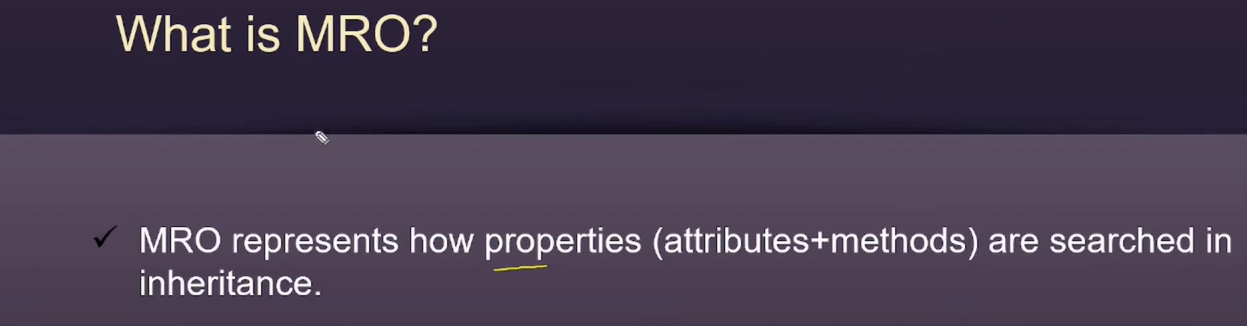 What is MRO?
MRO represents how properties (attributes+methods) are searched in
inheritance.